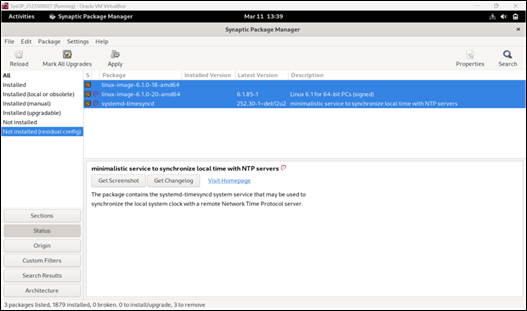 SysOP_1123500027 [Running] - Oracle VM VirtualBox
Activities Synaptic Package Manager Mar 11 13:39
Synaptic Package Manager
File Edit Package Settings Help
Reload Mark All Upgrades Apply Properties Search
All
Installed
Installed (local or obsolete)
Installed (manual)
Installed (upgradable)
Not installed
Not installed (residual config)
S Package Installed Version Latest Version Description
linux-image-6.1.0-18-amd64
linux-image-6.1.0-20-amd64 6.1.85-1 Linux 6.1 for 64-bit PCs (signed)
systemd-timesyncd 252.30-1~deb12u2 minimalistic service to synchronize local time with NTP servers
minimalistic service to synchronize local time with NTP servers
Get Screenshot Get Changelog Visit Homepage
The package contains the systemd-timesyncd system service that may be used to
synchronize the local system clock with a remote Network Time Protocol server.
Sections
Status
Origin
Custom Filters
Search Results
Architecture
3 packages listed, 1879 installed, 0 broken. 0 to install/upgrade, 3 to remove